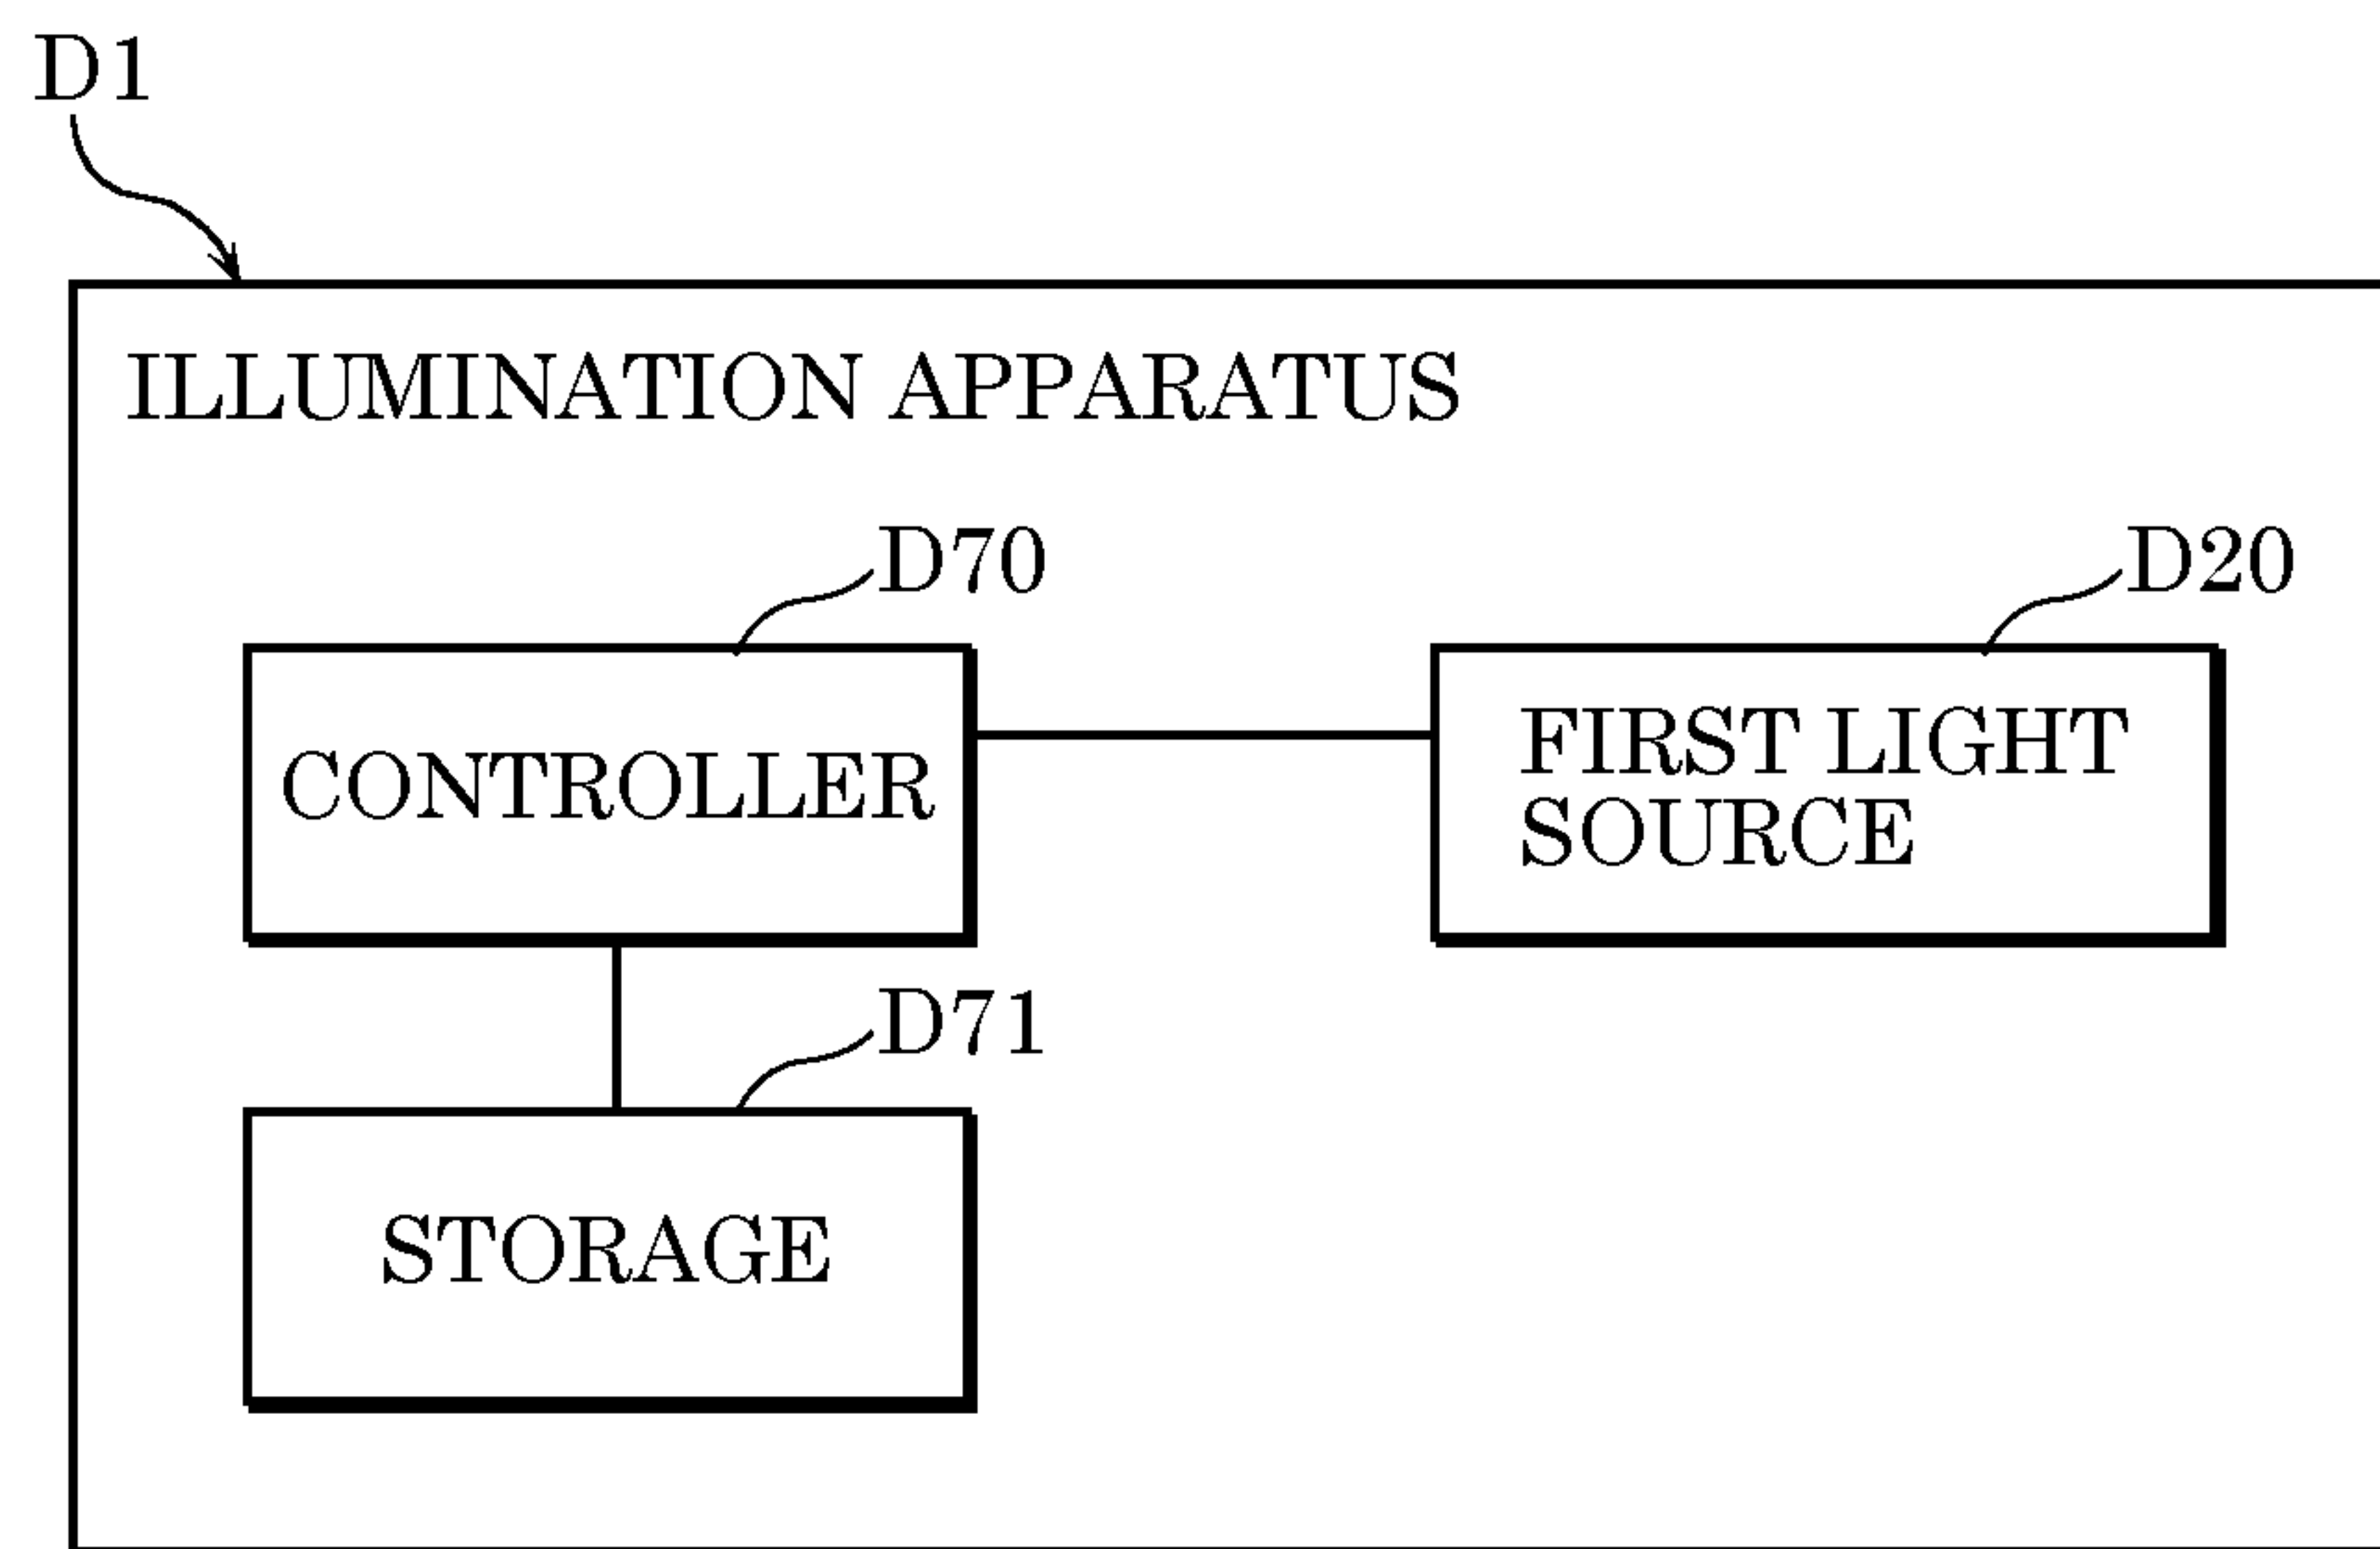 D1
ILLUMINATION APPARATUS
D70
D20
CONTROLLER
FIRST LIGHT
SOURCE
D71
STORAGE